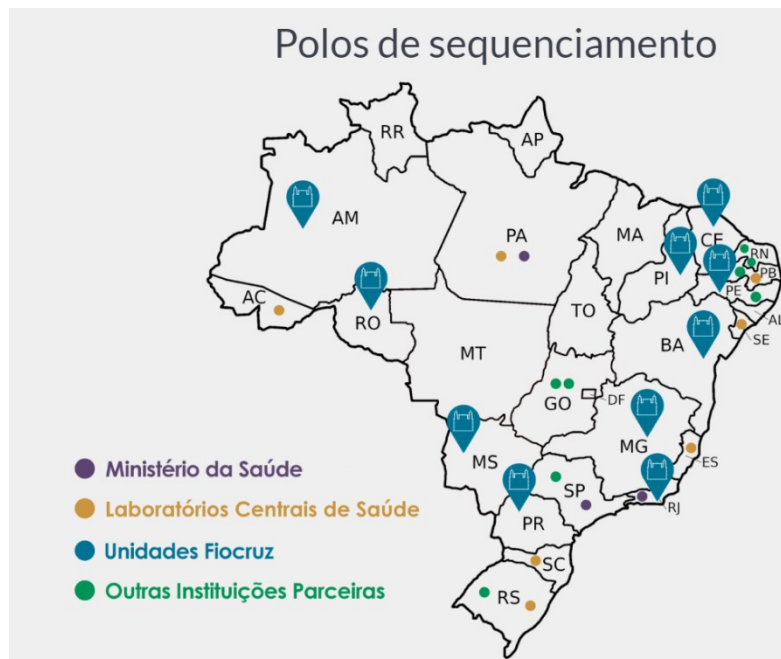 Polos de sequenciamento
RR
AP
AM
PA
MA
CE
RN
PB
PI
PE
AC
AL
RO
TO
SE
BA
MT
GO
DF
MG
MS
ES
Ministério da Saúde
SP
Laboratórios Centrais de Saúde
RJ
PR
Unidades Fiocruz
SC
Outras Instituições Parceiras
RS